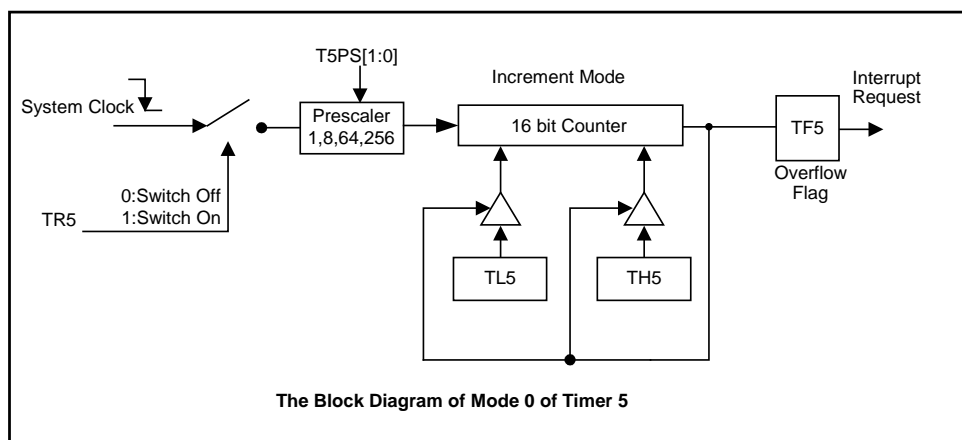 T5PS[1:0]
Increment Mode
Interrupt
Request
System Clock
Prescaler
1,8,64,256
16 bit Counter
TF5
Overflow
Flag
0:Switch Off
1:Switch On
TR5
TL5
TH5
The Block Diagram of Mode 0 of Timer 5